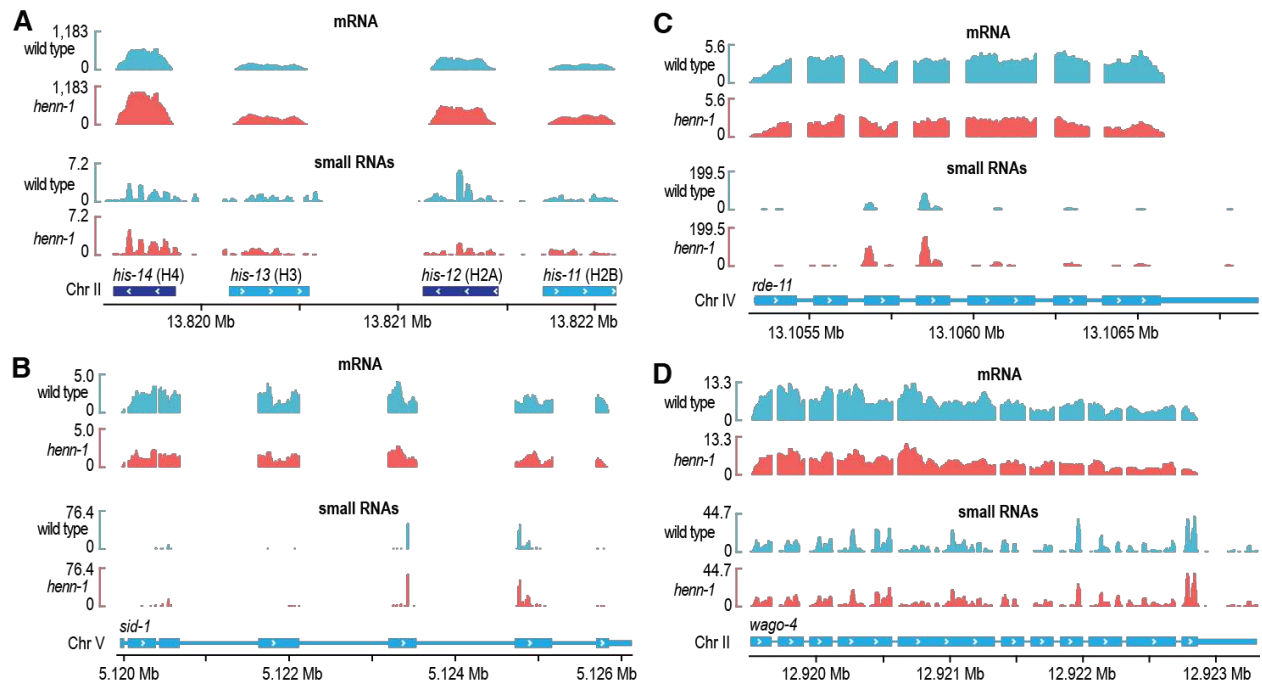 A
mRNA
1,183
wild type
0
1,183
henn-1
0
small RNAs
7.2
wild type
0
7.2
henn-1
0
his-14 (H4) his-13 (H3) his-12 (H2A) his-11 (H2B)
Chr II
13.820 Mb 13.821 Mb 13.822 Mb
B
mRNA
5.0
wild type
0
5.0
henn-1
0
small RNAs
76.4
wild type
0
76.4
henn-1
0
sid-1
Chr V
5.120 Mb 5.122 Mb 5.124 Mb 5.126 Mb
C
mRNA
5.6
wild type
0
5.6
henn-1
0
small RNAs
199.5
wild type
0
199.5
henn-1
0
rde-11
Chr IV
13.1055 Mb 13.1060 Mb 13.1065 Mb
D
mRNA
13.3
wild type
0
13.3
henn-1
0
small RNAs
44.7
wild type
0
44.7
henn-1
0
wago-4
Chr II
12.920 Mb 12.921 Mb 12.922 Mb 12.923 Mb